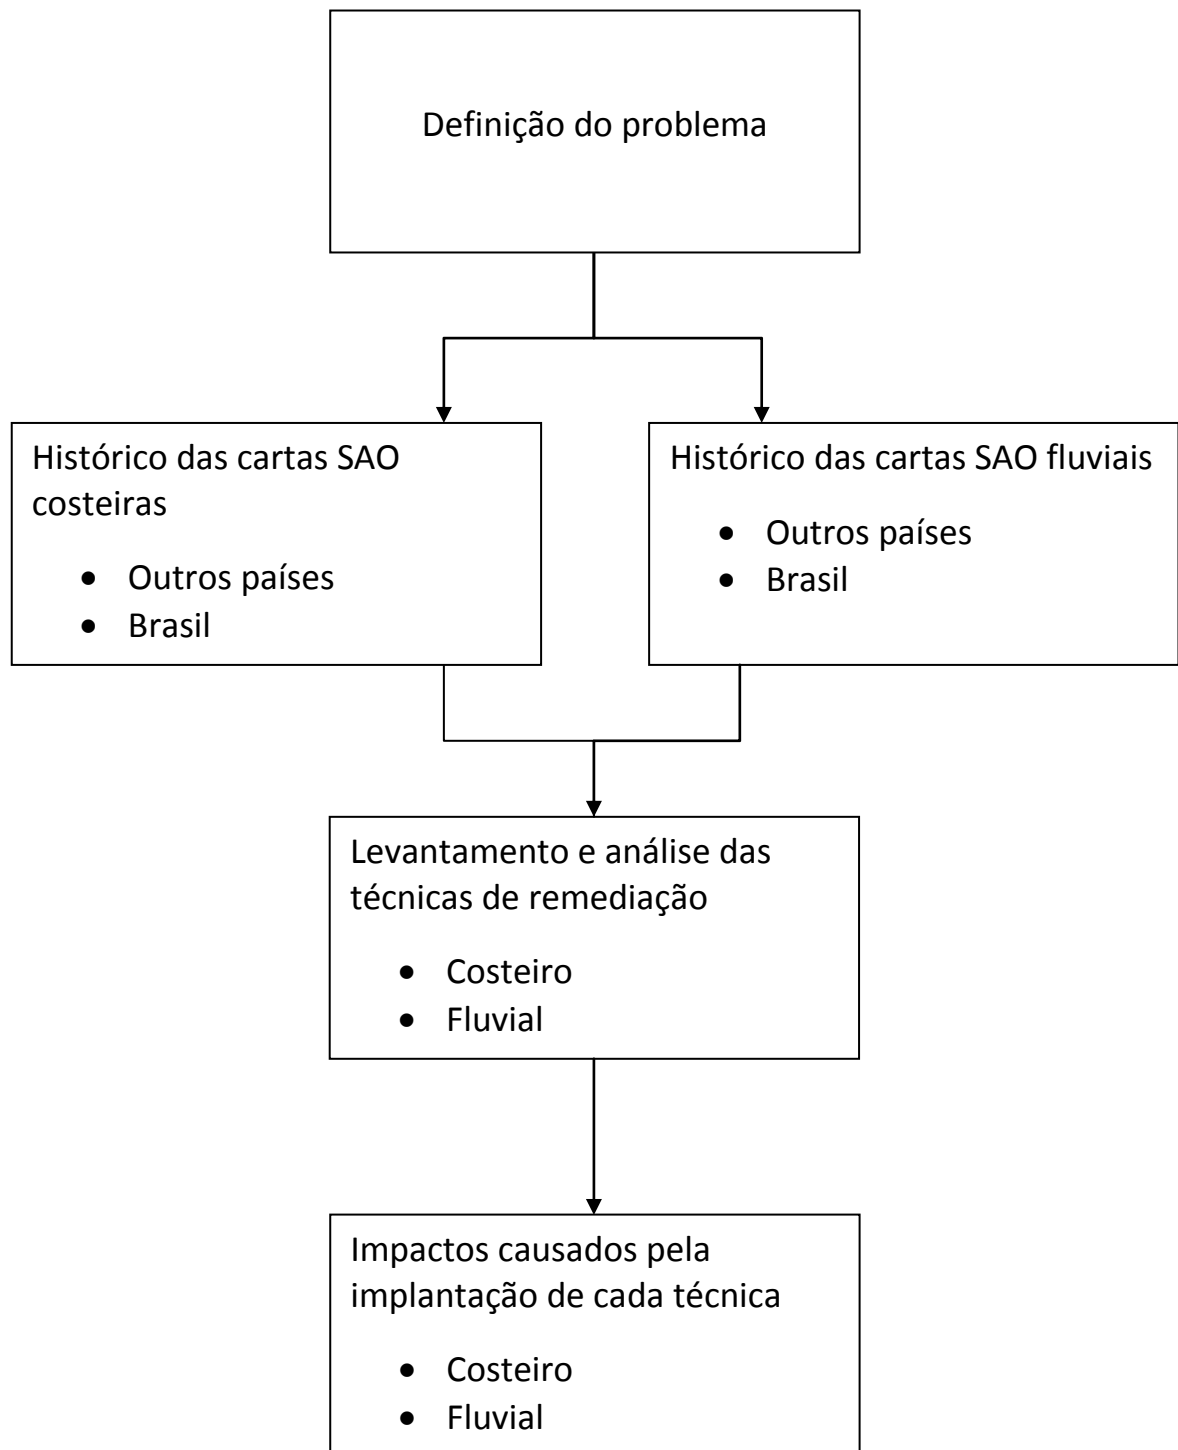 Definição do problema
Histórico das cartas SAO
costeiras
• Outros países
• Brasil
Histórico das cartas SAO fluviais
• Outros países
• Brasil
Levantamento e análise das
técnicas de remediação
• Costeiro
• Fluvial
Impactos causados pela
implantação de cada técnica
• Costeiro
• Fluvial